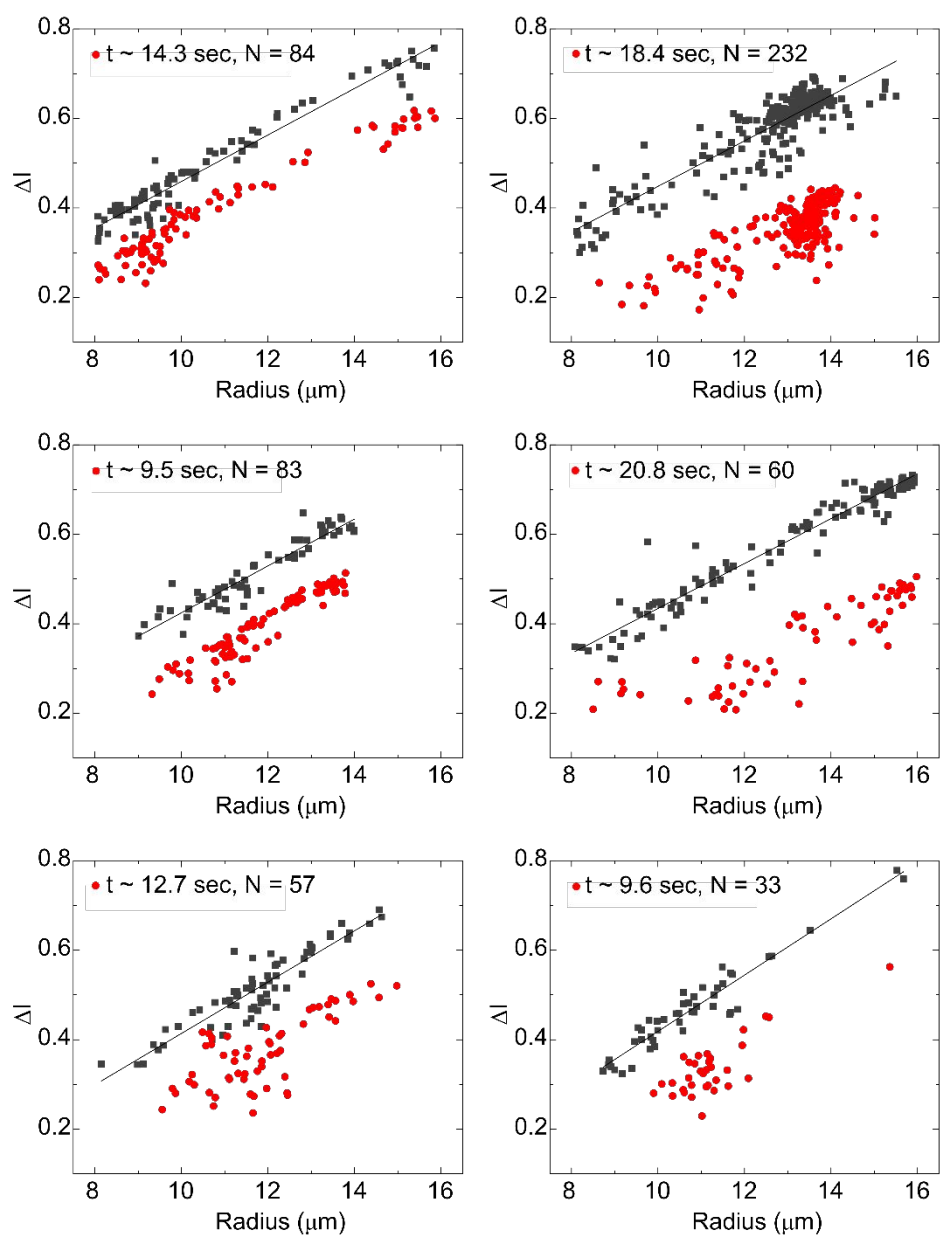 0.8
t ~ 14.3 sec, N = 84
0.6
ΔI
0.4
0.2
8 10 12 14 16
Radius (μm)
0.8
t ~ 18.4 sec, N = 232
0.6
ΔI
0.4
0.2
8 10 12 14 16
Radius (μm)
0.8
t ~ 9.5 sec, N = 83
0.6
ΔI
0.4
0.2
8 10 12 14 16
Radius (μm)
0.8
t ~ 20.8 sec, N = 60
0.6
ΔI
0.4
0.2
8 10 12 14 16
Radius (μm)
0.8
t ~ 12.7 sec, N = 57
0.6
ΔI
0.4
0.2
8 10 12 14 16
Radius (μm)
0.8
t ~ 9.6 sec, N = 33
0.6
ΔI
0.4
0.2
8 10 12 14 16
Radius (μm)